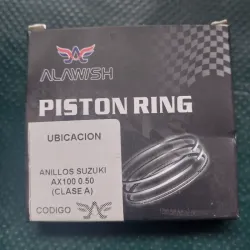 ALAWISH
PISTON RING
UBICACION
ANILLOS SUZUKI
AX100 0.50
(CLASE A)
CODIGO